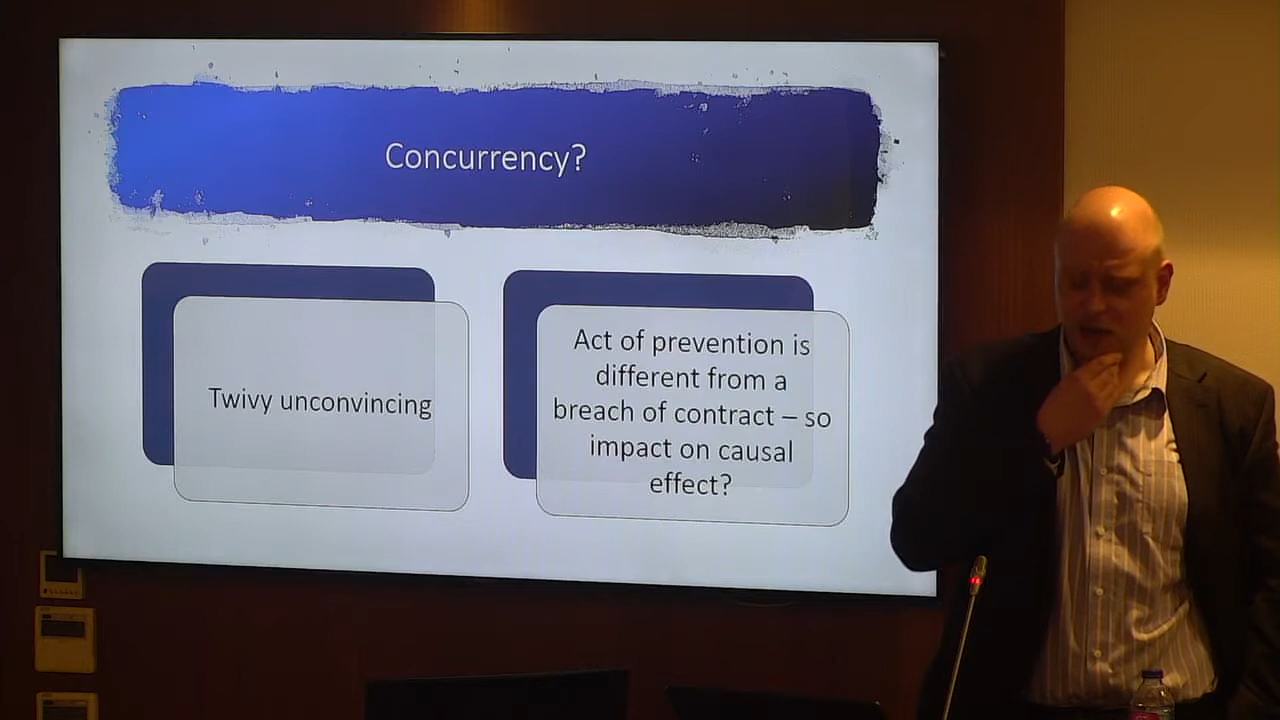 Concurrency?
Twivy unconvincing
Act of prevention is
different from a
breach of contract – so
impact on causal
effect?